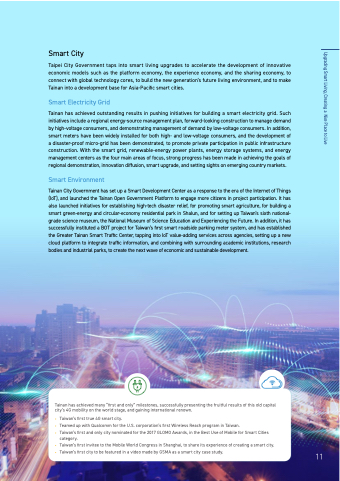 Smart City
Taipei City Government taps into smart living upgrades to accelerate the development of innovative
economic models such as the platform economy, the experience economy, and the sharing economy, to
connect with global technology cores, to build the new generation's future living environment, and to make
Tainan into a development base for Asia-Pacific smart cities.
Smart Electricity Grid
Tainan has achieved outstanding results in pushing initiatives for building a smart electricity grid. Such
initiatives include a regional energy-source management plan, forward-looking construction to manage demand
by high-voltage consumers, and demonstrating management of demand by low-voltage consumers. In addition,
smart meters have been widely installed for both high- and low-voltage consumers, and the development of
a disaster-proof micro-grid has been demonstrated, to promote private participation in public infrastructure
construction. With the smart grid, renewable-energy power plants, energy storage systems, and energy
management centers as the four main areas of focus, strong progress has been made in achieving the goals of
regional demonstration, innovation diffusion, smart upgrade, and setting sights on emerging country markets.
Smart Environment
Tainan City Government has set up a Smart Development Center as a response to the era of the Internet of Things
(IoT), and launched the Tainan Open Government Platform to engage more citizens in project participation. It has
also launched initiatives for establishing high-tech disaster relief, for promoting smart agriculture, for building a
smart green-energy and circular-economy residential park in Shalun, and for setting up Taiwan's sixth national-
grade science museum, the National Museum of Science Education and Experiencing the Future. In addition, it has
successfully instituted a BOT project for Taiwan's first smart roadside parking meter system, and has established
the Greater Tainan Smart Traffic Center, tapping into IoT value-adding services across agencies, setting up a new
cloud platform to integrate traffic information, and combining with surrounding academic institutions, research
bodies and industrial parks, to create the next wave of economic and sustainable development.
Upgrading Smart Living, Creating a New Place to Live
Tainan has achieved many "first and only" milestones, successfully presenting the fruitful results of this old capital
city's 4G mobility on the world stage, and gaining international renown.
· Taiwan's first true 4G smart city.
· Teamed up with Qualcomm for the U.S. corporation's first Wireless Reach program in Taiwan.
· Taiwan's first and only city nominated for the 2017 GLOMO Awards, in the Best Use of Mobile for Smart Cities
category.
· Taiwan's first invitee to the Mobile World Congress in Shanghai, to share its experience of creating a smart city.
· Taiwan's first city to be featured in a video made by GSMA as a smart city case study.
11